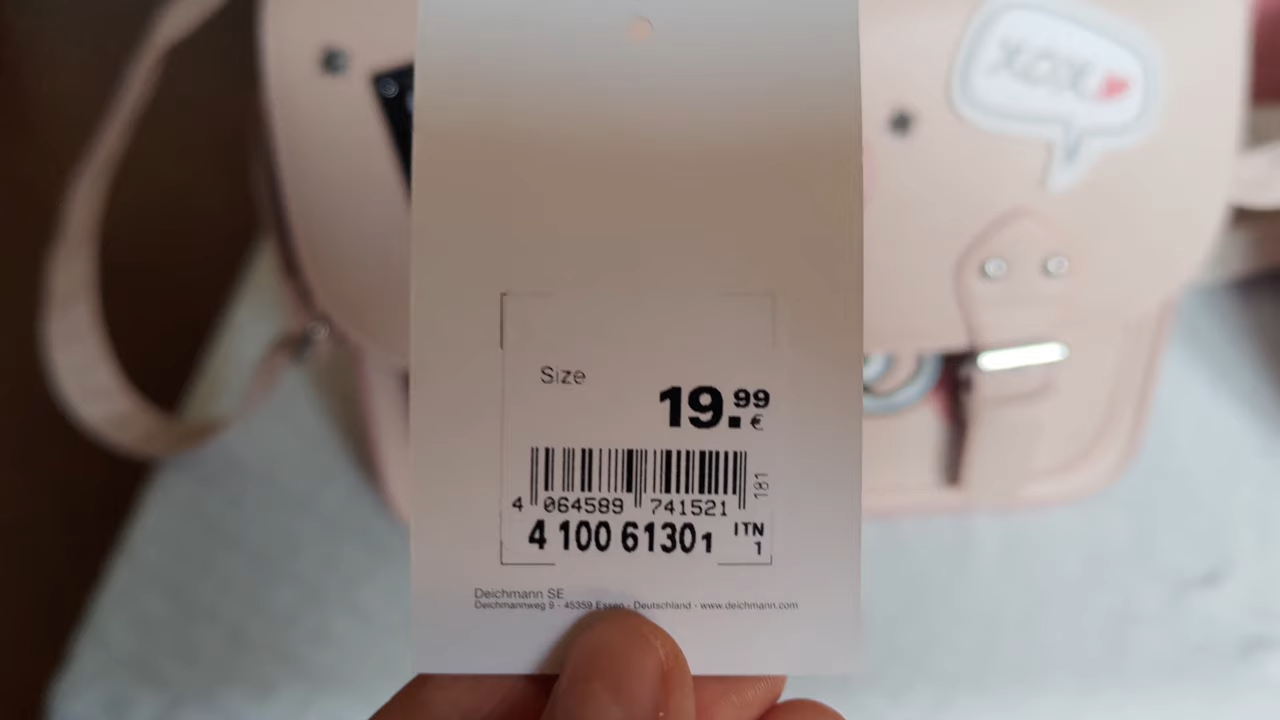 XOXO
Size
19.99
€
181
4 064589 741521
4 100 6130 1 ITN
1
Deichmann SE
Deichmannweg 9 - 45359 Essen - Deutschland - www.deichmann.com